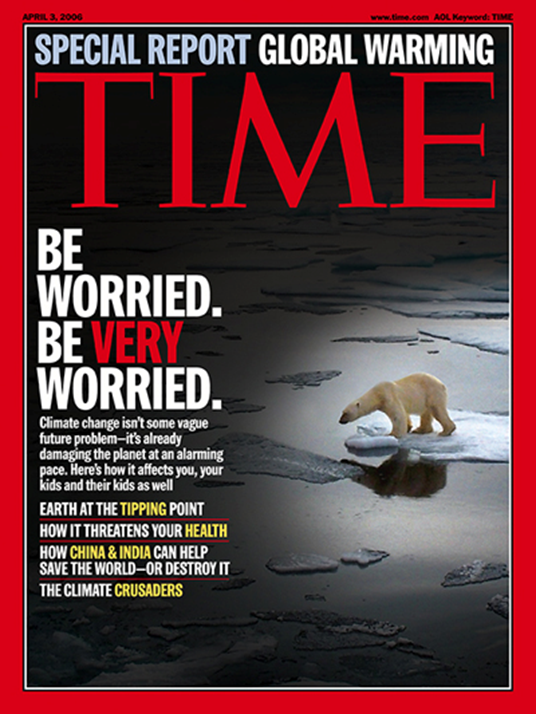 APRIL 3, 2006 www.time.com AOL Keyword: TIME
SPECIAL REPORT GLOBAL WARMING
TIME
BE
WORRIED.
BE VERY
WORRIED.
Climate change isn't some vague
future problem—it's already
damaging the planet at an alarming
pace. Here's how it affects you, your
kids and their kids as well
EARTH AT THE TIPPING POINT
HOW IT THREATENS YOUR HEALTH
HOW CHINA & INDIA CAN HELP
SAVE THE WORLD—OR DESTROY IT
THE CLIMATE CRUSADERS